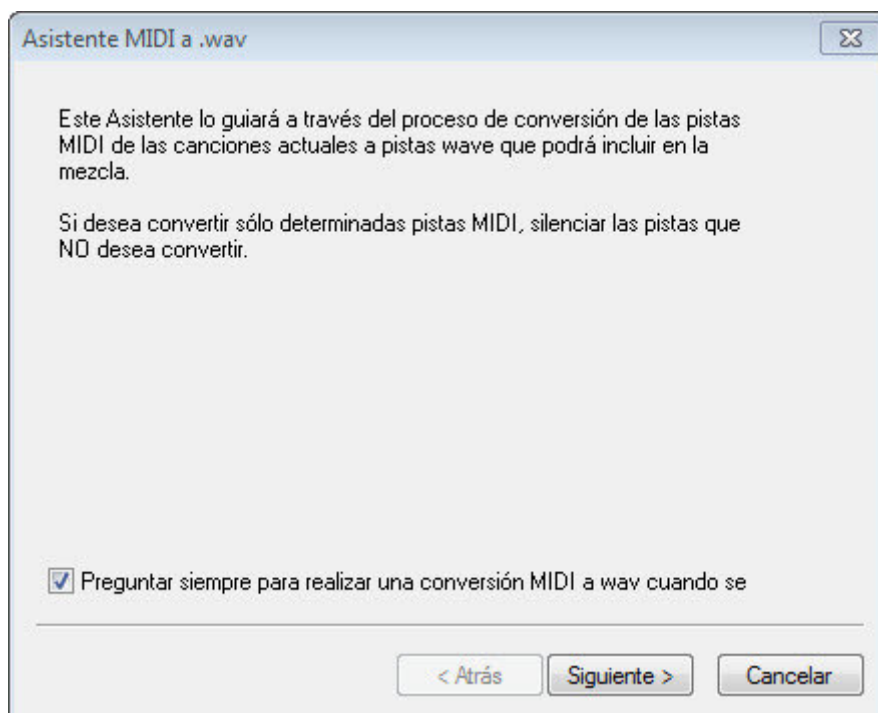 Asistente MIDI a .wav
Este Asistente lo guiará a través del proceso de conversión de las pistas
MIDI de las canciones actuales a pistas wave que podrá incluir en la
mezcla.
Si desea convertir sólo determinadas pistas MIDI, silenciar las pistas que
NO desea convertir.
Preguntar siempre para realizar una conversión MIDI a wav cuando se
< Atrás Siguiente > Cancelar